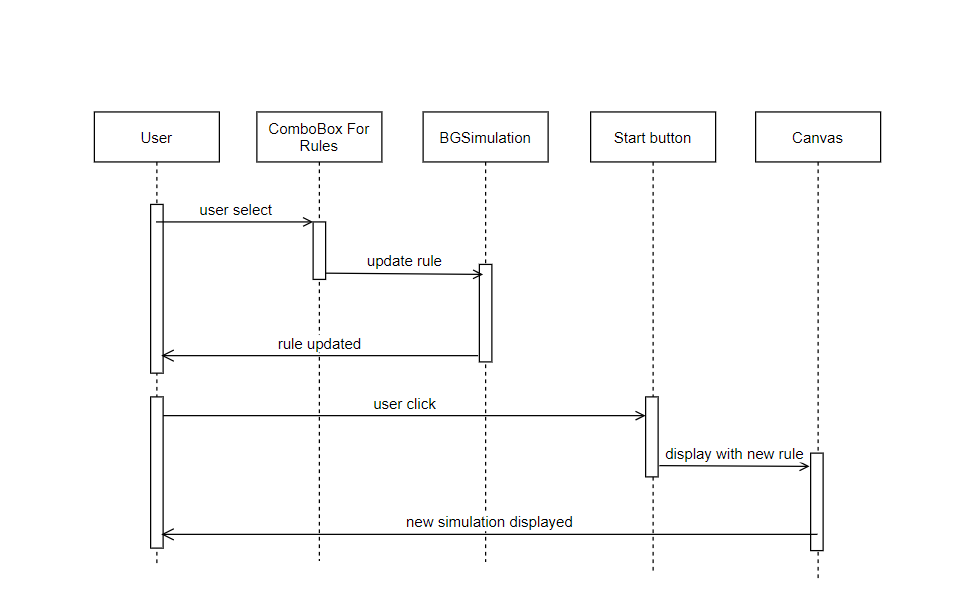 User
ComboBox For
Rules
BGSimulation
Start button
Canvas
user select
update rule
rule updated
user click
display with new rule
new simulation displayed